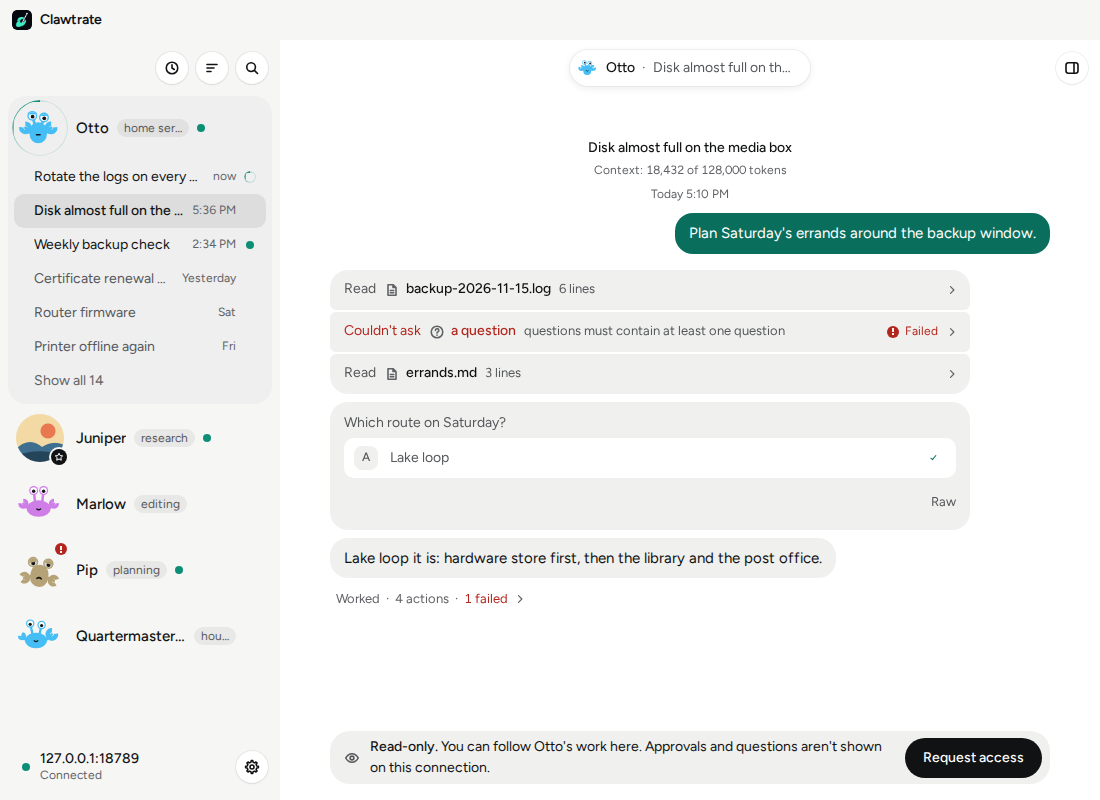 Clawtrate
Otto home ser...
Rotate the logs on every ... now
Disk almost full on the ... 5:36 PM
Weekly backup check 2:34 PM
Certificate renewal ... Yesterday
Router firmware Sat
Printer offline again Fri
Show all 14
Juniper research
Marlow editing
Pip planning
Quartermaster... hou...
127.0.0.1:18789
Connected
Otto · Disk almost full on th...
Disk almost full on the media box
Context: 18,432 of 128,000 tokens
Today 5:10 PM
Plan Saturday's errands around the backup window.
Read backup-2026-11-15.log 6 lines
Couldn't ask a question questions must contain at least one question Failed
Read errands.md 3 lines
Which route on Saturday?
A Lake loop
Raw
Lake loop it is: hardware store first, then the library and the post office.
Worked · 4 actions · 1 failed
Read-only. You can follow Otto's work here. Approvals and questions aren't shown
on this connection.
Request access